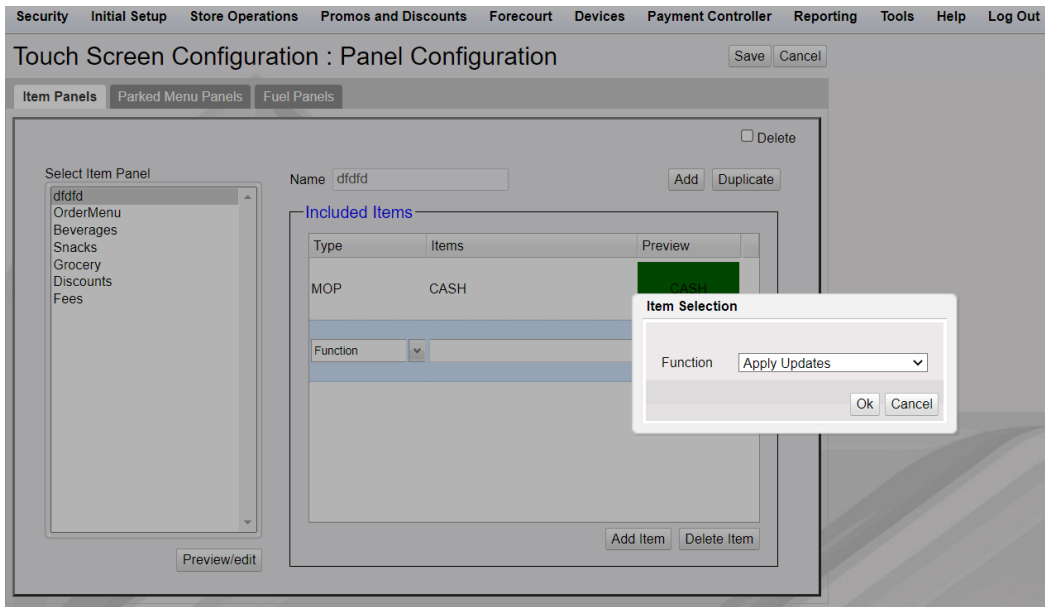 Security Initial Setup Store Operations Promos and Discounts Forecourt Devices Payment Controller Reporting Tools Help Log Out
Touch Screen Configuration : Panel Configuration Save Cancel
Item Panels Parked Menu Panels Fuel Panels
Delete
Select Item Panel
Name dfdfd Add Duplicate
dfdfd
OrderMenu
Beverages
Snacks
Grocery
Discounts
Fees
Included Items
Type Items Preview
MOP CASH CASH
Function
Item Selection
Function Apply Updates
Ok Cancel
Add Item Delete Item
Preview/edit